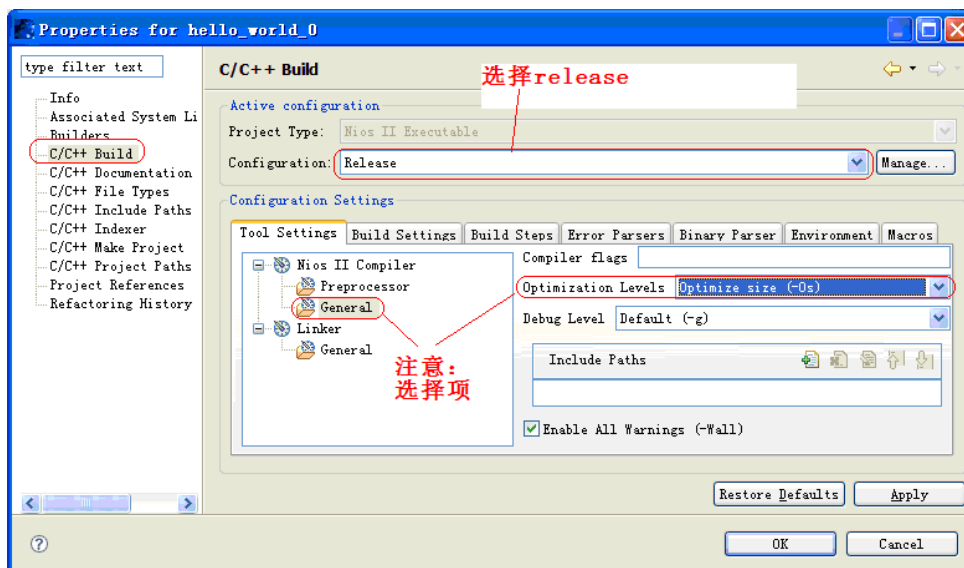 Properties for hello_world_0
type filter text
Info
Associated System Li
Builders
C/C++ Build
C/C++ Documentation
C/C++ File Types
C/C++ Include Paths
C/C++ Indexer
C/C++ Make Project
C/C++ Project Paths
Project References
Refactoring History
C/C++ Build
选择release
Active configuration
Project Type: Nios II Executable
Configuration: Release Manage...
Configuration Settings
Tool Settings Build Settings Build Steps Error Parsers Binary Parser Environment Macros
Nios II Compiler
Preprocessor
General
Linker
General
注意：
选择项
Compiler flags
Optimization Levels Optimize size (-Os)
Debug Level Default (-g)
Include Paths
Enable All Warnings (-Wall)
Restore Defaults Apply
OK Cancel